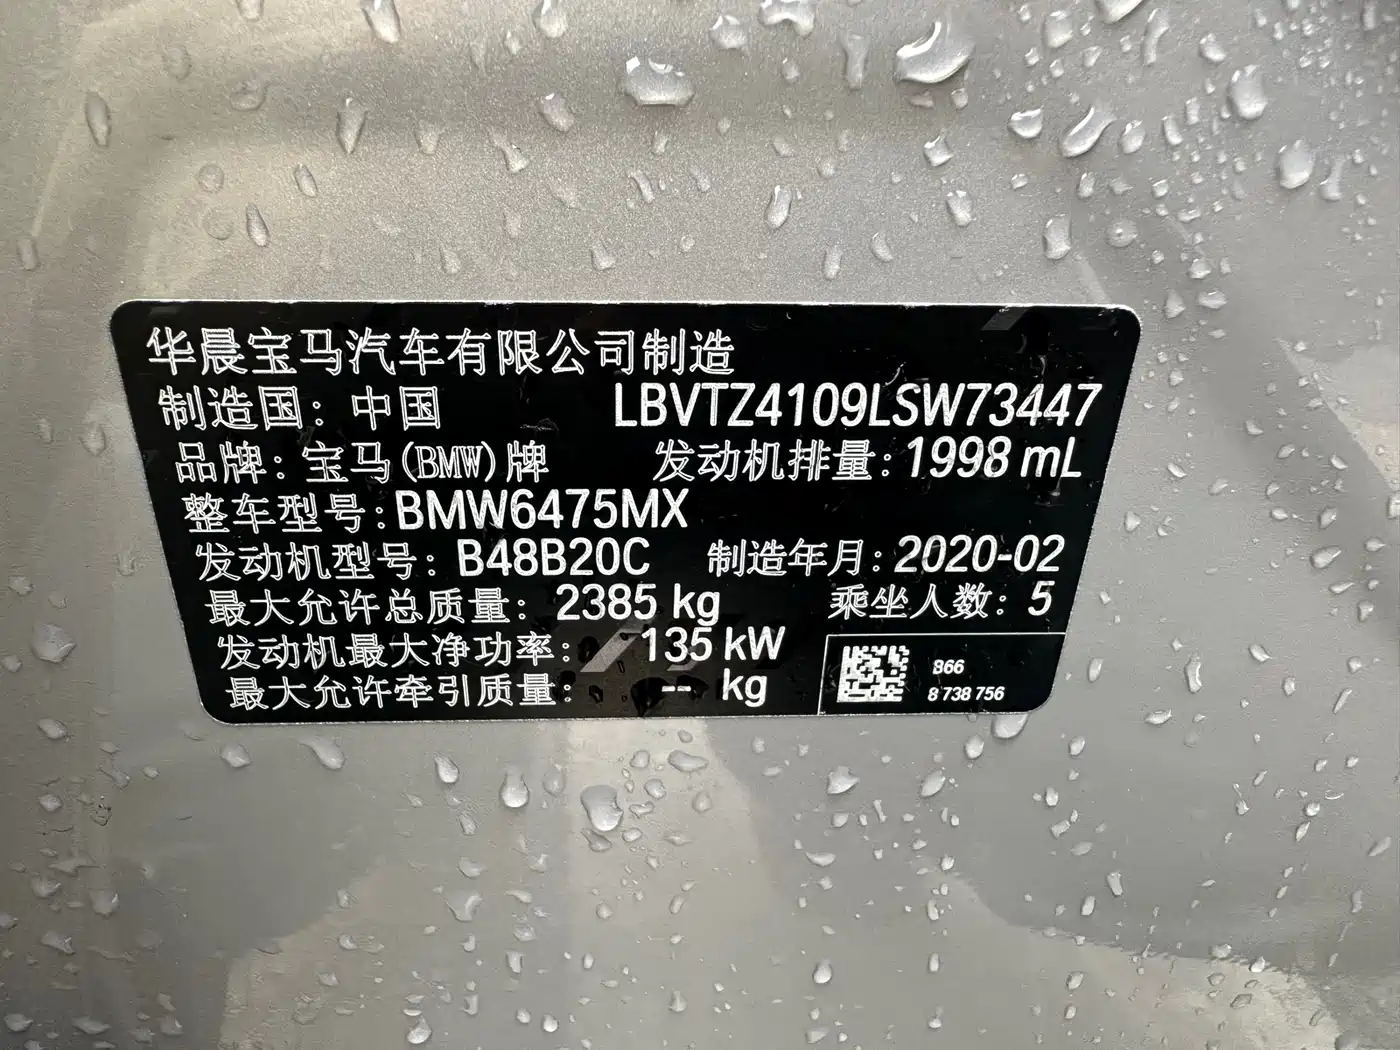 华晨宝马汽车有限公司制造
制造国：中国 LBVTZ4109LSW73447
品牌：宝马(BMW)牌 发动机排量：1998 mL
整车型号：BMW6475MX
发动机型号：B48B20C 制造年月：2020-02
最大允许总质量：2385 kg 乘坐人数：5
发动机最大净功率：135 kW
最大允许牵引质量：-- kg
866
8 738 756